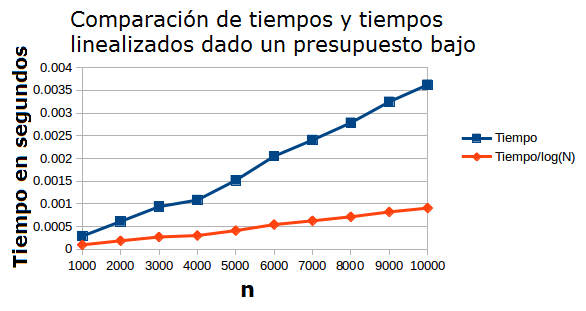 Comparación de tiempos y tiempos
linealizados dado un presupuesto bajo
Tiempo en segundos
0.004
0.0035
0.003
0.0025
0.002
0.0015
0.001
0.0005
0
1000 2000 3000 4000 5000 6000 7000 8000 9000 10000
n
Tiempo
Tiempo/log(N)